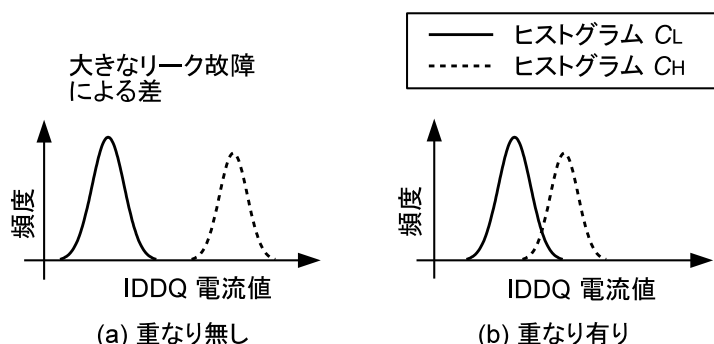 ヒストグラム CL
ヒストグラム CH
大きなリーク故障
による差
頻度
IDDQ 電流値
(a) 重なり無し
頻度
IDDQ 電流値
(b) 重なり有り